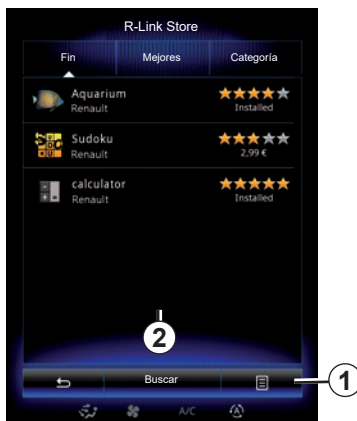 R-Link Store
Fin Mejores Categoría
Aquarium
Renault
Installed
Sudoku
Renault
2,99 €
calculator
Renault
Installed
2
Buscar
1
A/C
A